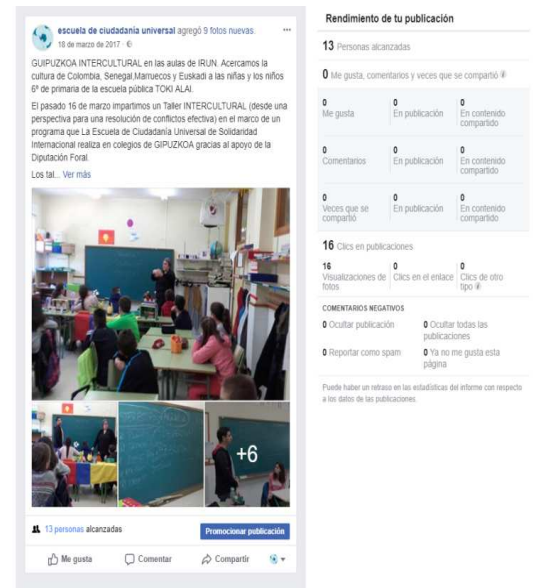 escuela de ciudadanía universal agregó 9 fotos nuevas.
18 de marzo de 2017 ·
GUIPUZKOA INTERCULTURAL en las aulas de IRUN. Acercamos la
cultura de Colombia, Senegal,Marruecos y Euskadi a las niñas y los niños
6º de primaria de la escuela pública TOKI ALAI.
El pasado 16 de marzo impartimos un Taller INTERCULTURAL (desde una
perspectiva para una resolución de conflictos efectiva) en el marco de un
programa que La Escuela de Ciudadanía Universal de Solidaridad
Internacional realiza en colegios de GIPUZKOA gracias al apoyo de la
Diputación Foral.
Los tal... Ver más
+6
13 personas alcanzadas
Promocionar publicación
Me gusta
Comentar
Compartir
Rendimiento de tu publicación
13 Personas alcanzadas
0 Me gusta, comentarios y veces que se compartió
0 0 0
Me gusta En publicación En contenido
compartido
0 0 0
Comentarios En publicación En contenido
compartido
0 0 0
Veces que se En publicación En contenido
compartió compartido
16 Clics en publicaciones
16 0 0
Visualizaciones de Clics en el enlace Clics de otro
fotos tipo
COMENTARIOS NEGATIVOS
0 Ocultar publicación 0 Ocultar todas las
publicaciones
0 Reportar como spam 0 Ya no me gusta esta
página
Puede haber un retraso en las estadísticas del informe con respecto
a los datos de las publicaciones.